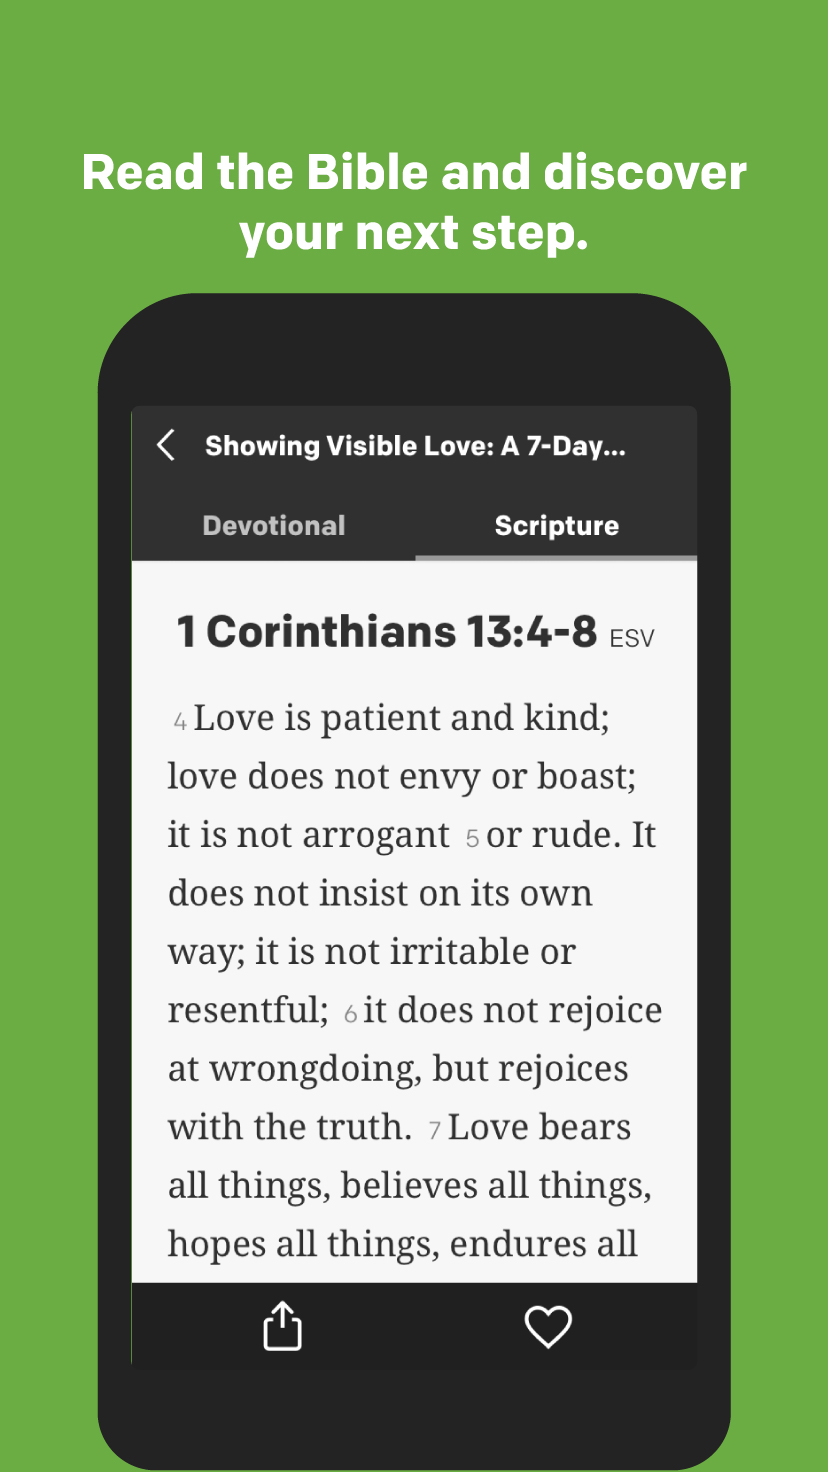 Read the Bible and discover
your next step.
Showing Visible Love: A 7-Day...
Devotional
Scripture
1 Corinthians 13:4-8 ESV
4 Love is patient and kind;
love does not envy or boast;
it is not arrogant 5 or rude. It
does not insist on its own
way; it is not irritable or
resentful; 6 it does not rejoice
at wrongdoing, but rejoices
with the truth. 7 Love bears
all things, believes all things,
hopes all things, endures all